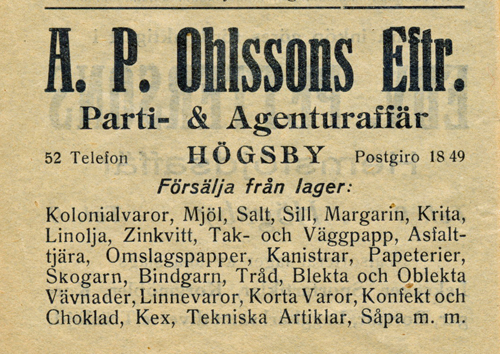 A. P. Ohlssons Eftr.
Parti- & Agenturaffär
52 Telefon HÖGSBY Postgiro 18 49
Försälja från lager:
Kolonialvaror, Mjöl, Salt, Sill, Margarin, Krita,
Linolja, Zinkvitt, Tak- och Väggpapp, Asfalt-
tjära, Omslagspapper, Kanistrar, Papeterier,
Skogarn, Bindgarn, Tråd, Blekta och Oblekta
Vävnader, Linnevaror, Korta Varor, Konfekt och
Choklad, Kex, Tekniska Artiklar, Såpa m. m.